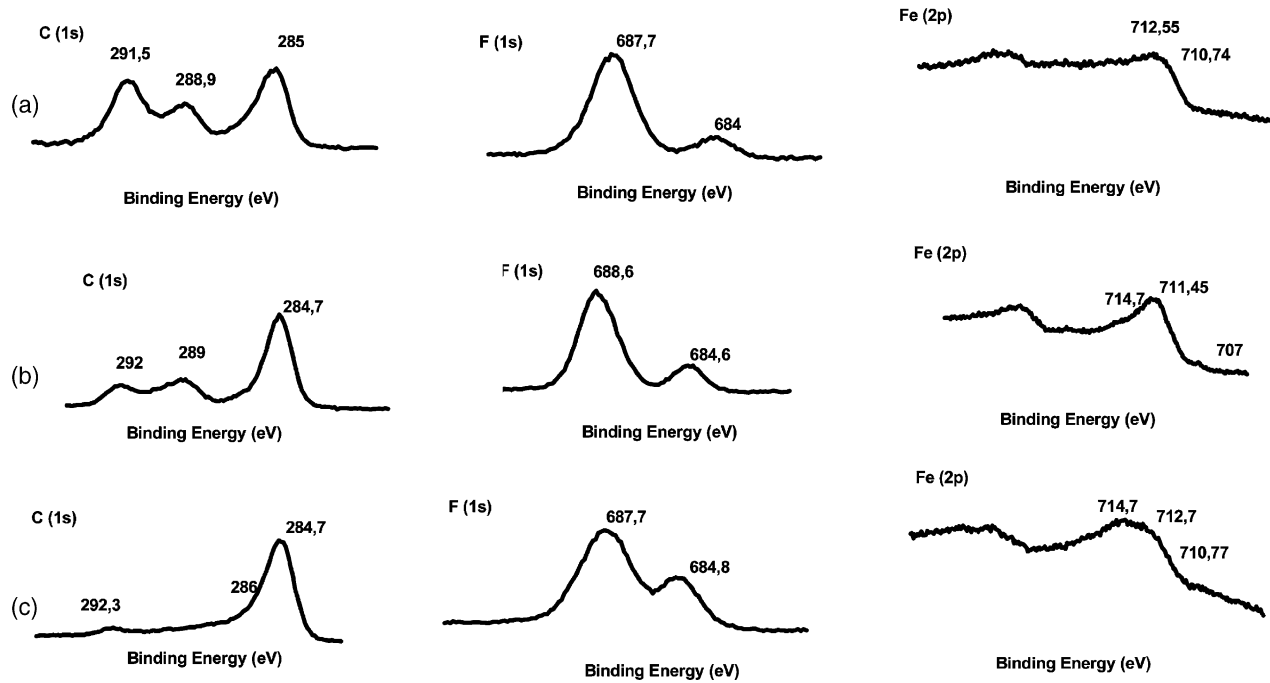 C (1s)
291,5
288,9
285
F (1s)
687,7
684
Fe (2p)
712,55
710,74
(a)
Binding Energy (eV)
Binding Energy (eV)
Binding Energy (eV)
C (1s)
292
289
284,7
F (1s)
688,6
684,6
Fe (2p)
714,7
711,45
707
(b)
Binding Energy (eV)
Binding Energy (eV)
Binding Energy (eV)
C (1s)
292,3
286
284,7
F (1s)
687,7
684,8
Fe (2p)
714,7
712,7
710,77
(c)
Binding Energy (eV)
Binding Energy (eV)
Binding Energy (eV)